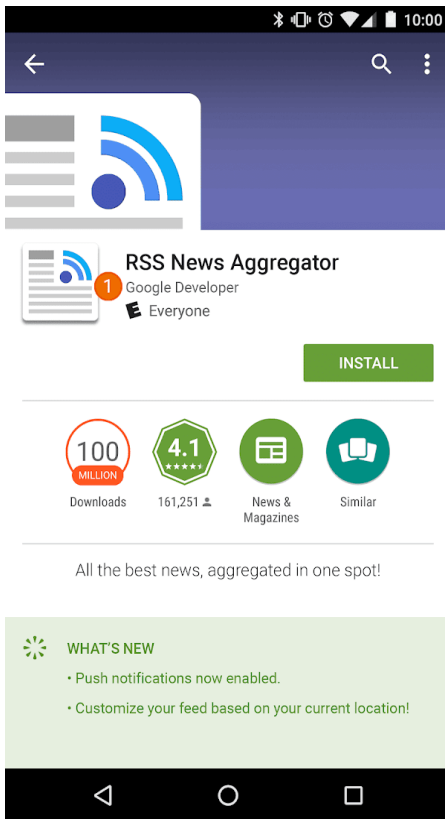 10:00
RSS News Aggregator
1
Google Developer
E Everyone
INSTALL
100
MILLION
4.1
Downloads
161,251
News &
Magazines
Similar
All the best news, aggregated in one spot!
WHAT'S NEW
• Push notifications now enabled.
• Customize your feed based on your current location!